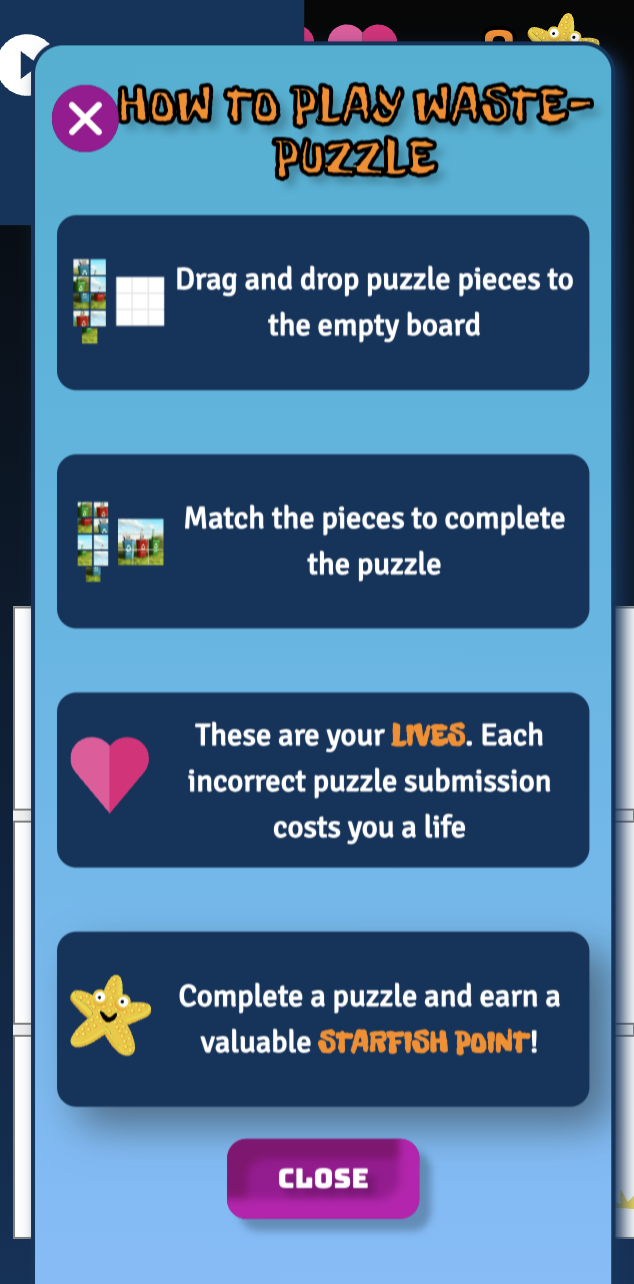 HOW TO PLAY WASTE-
PUZZLE
Drag and drop puzzle pieces to
the empty board
Match the pieces to complete
the puzzle
These are your LIVES. Each
incorrect puzzle submission
costs you a life
Complete a puzzle and earn a
valuable STARFISH POINT!
CLOSE